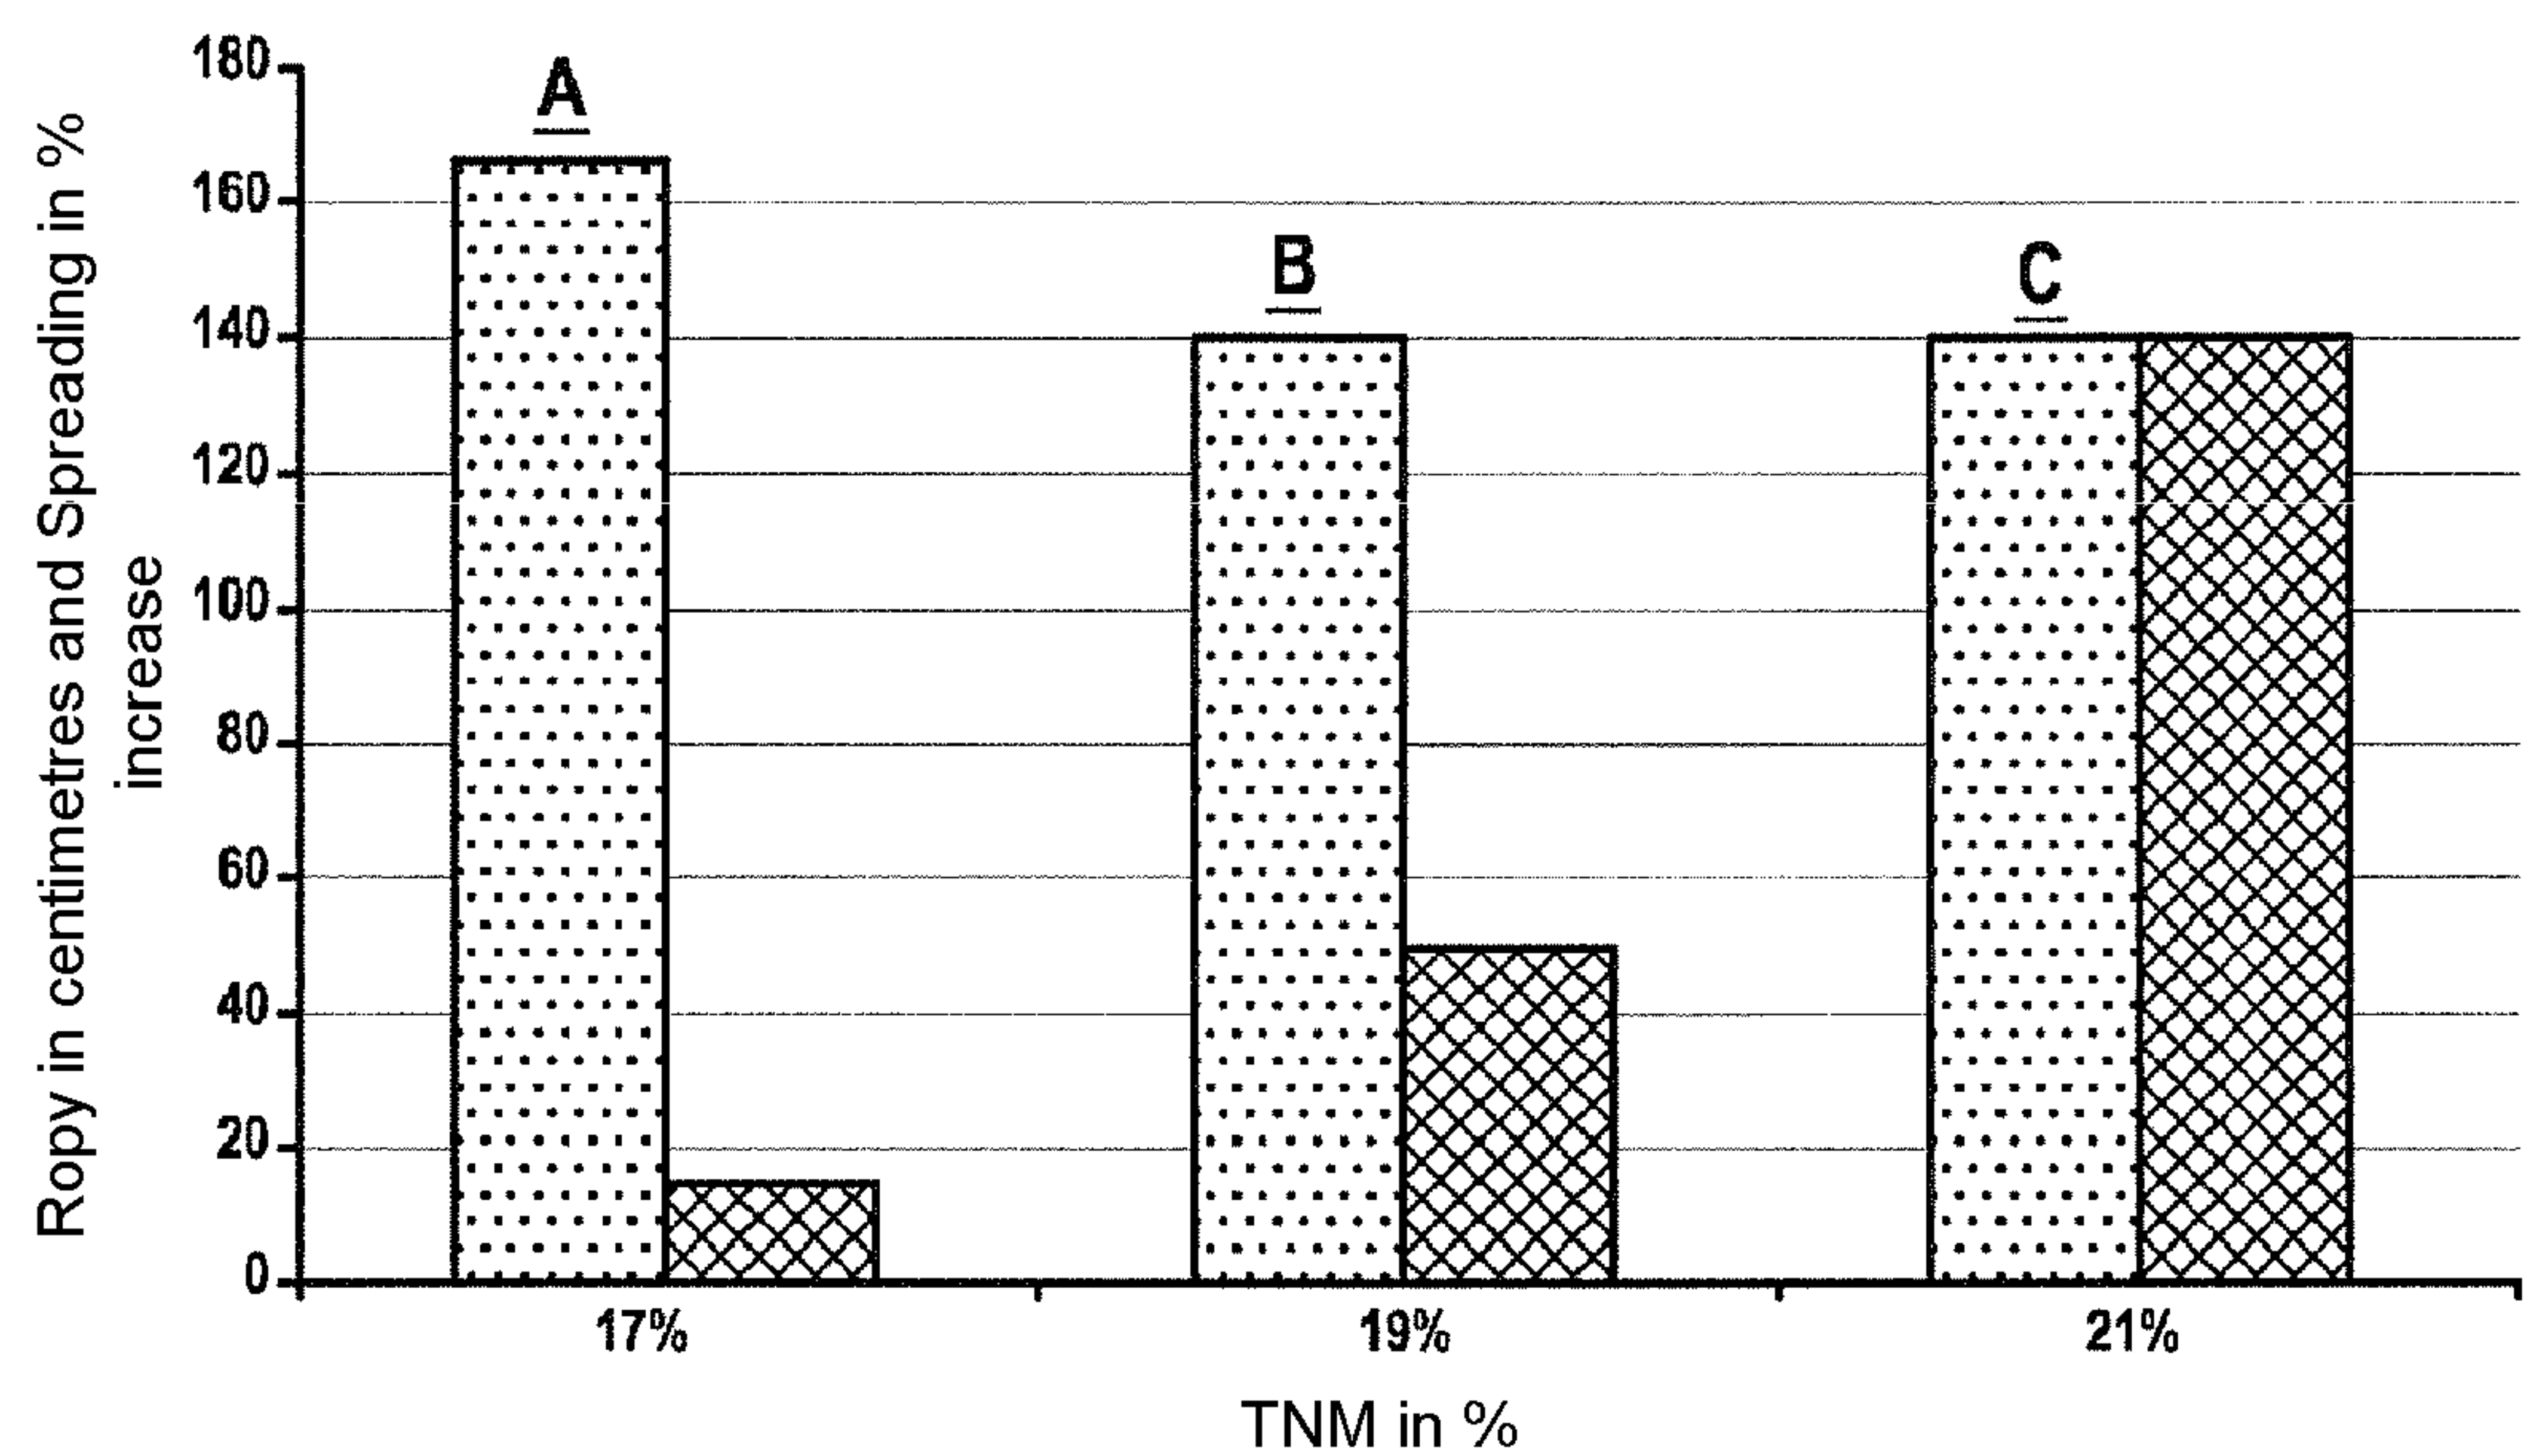 Ropy in centimetres and Spreading in %
increase
180
160
140
120
100
80
60
40
20
0
A
B
C
17%
19%
21%
TNM in %